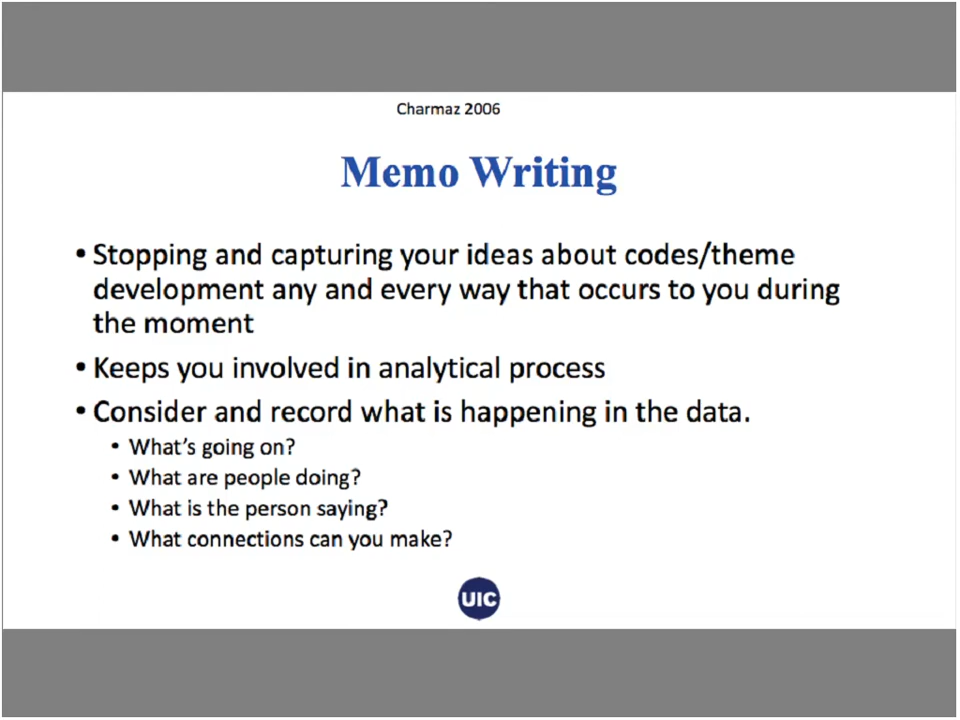 Charmaz 2006
Memo Writing
• Stopping and capturing your ideas about codes/theme
development any and every way that occurs to you during
the moment
• Keeps you involved in analytical process
• Consider and record what is happening in the data.
• What's going on?
• What are people doing?
• What is the person saying?
• What connections can you make?
UIC